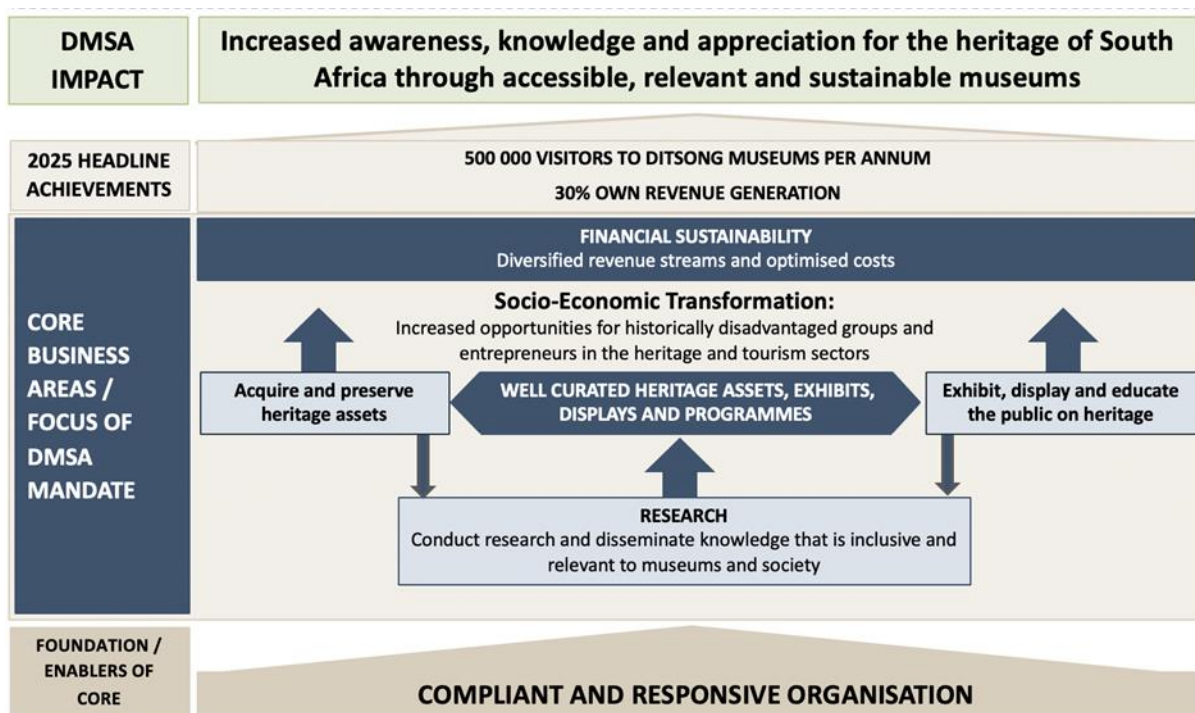 DMSA
IMPACT
Increased awareness, knowledge and appreciation for the heritage of South
Africa through accessible, relevant and sustainable museums
2025 HEADLINE
ACHIEVEMENTS
500 000 VISITORS TO DITSONG MUSEUMS PER ANNUM
30% OWN REVENUE GENERATION
CORE
BUSINESS
AREAS /
FOCUS OF
DMSA
MANDATE
FINANCIAL SUSTAINABILITY
Diversified revenue streams and optimised costs
Socio-Economic Transformation:
Increased opportunities for historically disadvantaged groups and
entrepreneurs in the heritage and tourism sectors
Acquire and preserve
heritage assets
WELL CURATED HERITAGE ASSETS, EXHIBITS,
DISPLAYS AND PROGRAMMES
Exhibit, display and educate
the public on heritage
RESEARCH
Conduct research and disseminate knowledge that is inclusive and
relevant to museums and society
FOUNDATION /
ENABLERS OF
CORE
COMPLIANT AND RESPONSIVE ORGANISATION